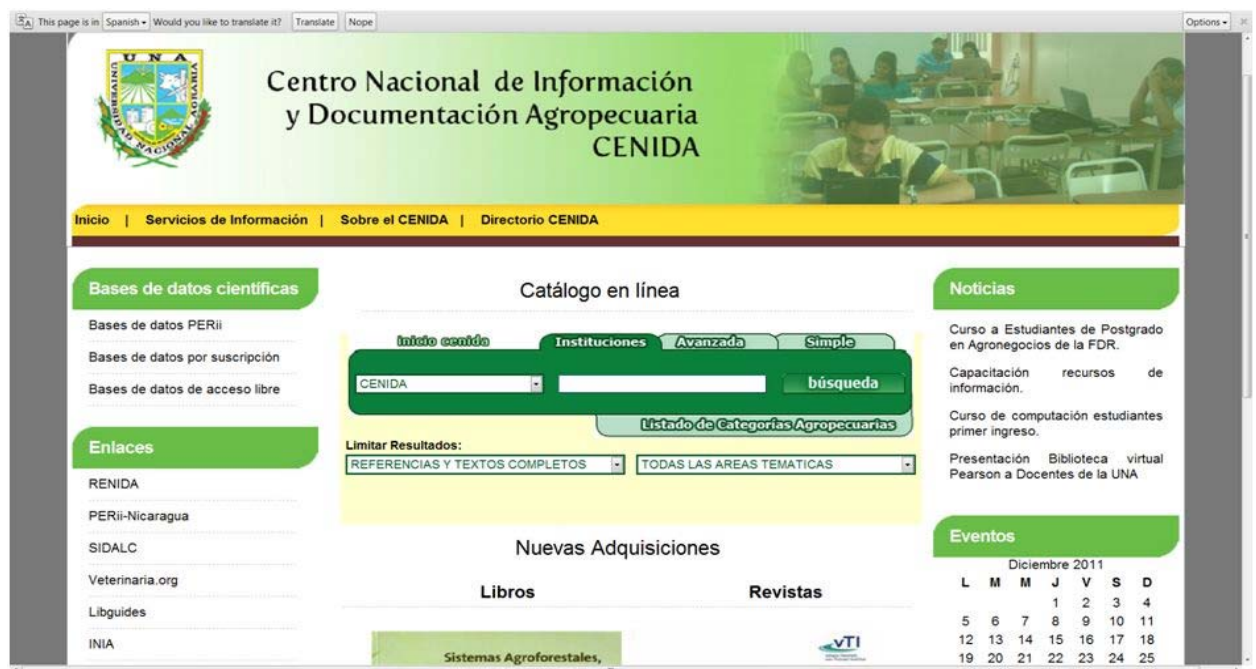 This page is in Spanish Would you like to translate it? Translate Nope Options
UNA
UNIVERSIDAD NACIONAL AGRARIA
Centro Nacional de Información
y Documentación Agropecuaria
CENIDA
Inicio | Servicios de Información | Sobre el CENIDA | Directorio CENIDA
Bases de datos científicas
Bases de datos PERii
Bases de datos por suscripción
Bases de datos de acceso libre
Enlaces
RENIDA
PERii-Nicaragua
SIDALC
Veterinaria.org
Libguides
INIA
Catálogo en línea
Inicio cenida Instituciones Avanzada Simple
CENIDA búsqueda
Listado de Categorías Agropecuarias
Limitar Resultados:
REFERENCIAS Y TEXTOS COMPLETOS TODAS LAS AREAS TEMATICAS
Nuevas Adquisiciones
Libros Revistas
Sistemas Agroforestales,
vTI
Noticias
Curso a Estudiantes de Postgrado
en Agronegocios de la FDR.
Capacitación recursos de
información.
Curso de computación estudiantes
primer ingreso.
Presentación Biblioteca virtual
Pearson a Docentes de la UNA
Eventos
Diciembre 2011
L M M J V S D
1 2 3 4
5 6 7 8 9 10 11
12 13 14 15 16 17 18
19 20 21 22 23 24 25